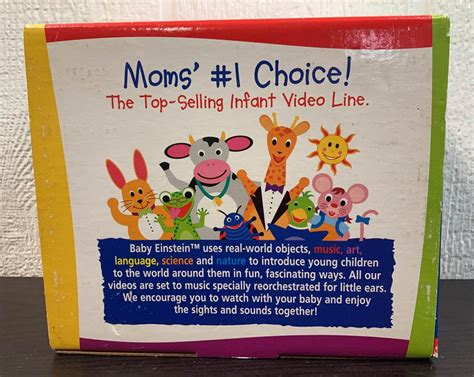 Moms' #1 Choice!
The Top-Selling Infant Video Line.
Baby Einstein™ uses real-world objects, music, art,
language, science and nature to introduce young children
to the world around them in fun, fascinating ways. All our
videos are set to music specially reorchestrated for little ears.
We encourage you to watch with your baby and enjoy
the sights and sounds together!